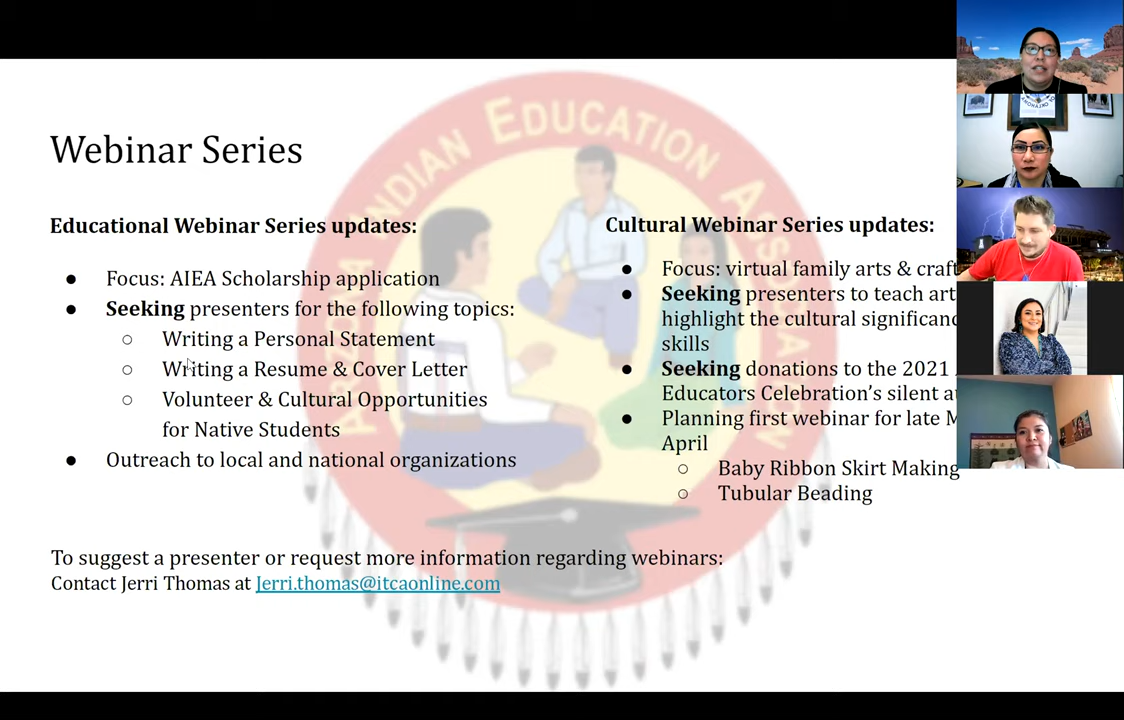 ARIZONA INDIAN EDUCATION ASSOCIATION
Webinar Series
Educational Webinar Series updates:
● Focus: AIEA Scholarship application
● Seeking presenters for the following topics:
○ Writing a Personal Statement
○ Writing a Resume & Cover Letter
○ Volunteer & Cultural Opportunities
for Native Students
● Outreach to local and national organizations
Cultural Webinar Series updates:
● Focus: virtual family arts & craft
● Seeking presenters to teach art
highlight the cultural significanc
skills
● Seeking donations to the 2021
Educators Celebration's silent a
● Planning first webinar for late M
April
○ Baby Ribbon Skirt Making
○ Tubular Beading
To suggest a presenter or request more information regarding webinars:
Contact Jerri Thomas at Jerri.thomas@itcaonline.com